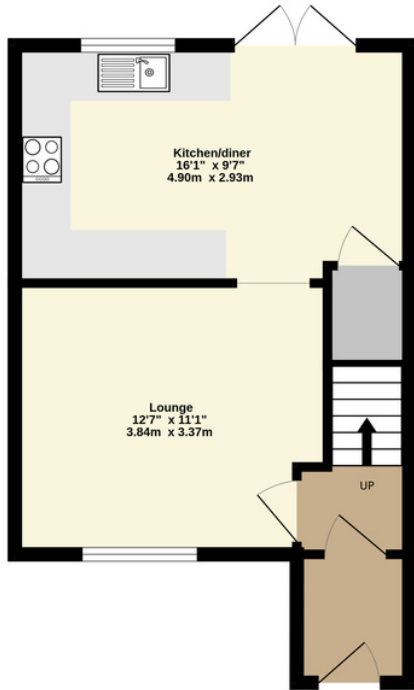 Kitchen/diner
16'1" x 9'7"
4.90m x 2.93m
Lounge
12'7" x 11'1"
3.84m x 3.37m
UP